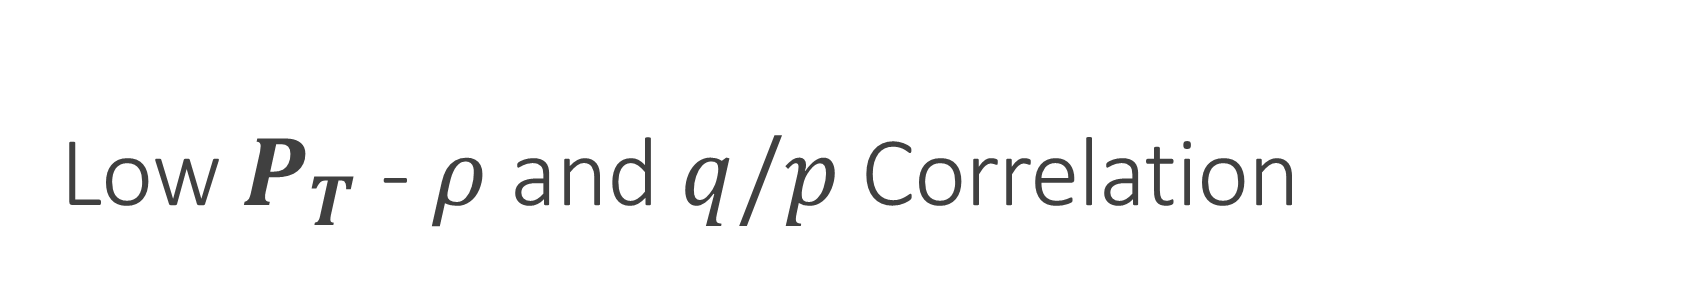 Low 𝑷𝑻 - 𝜌 and 𝑞/𝑝 Correlation